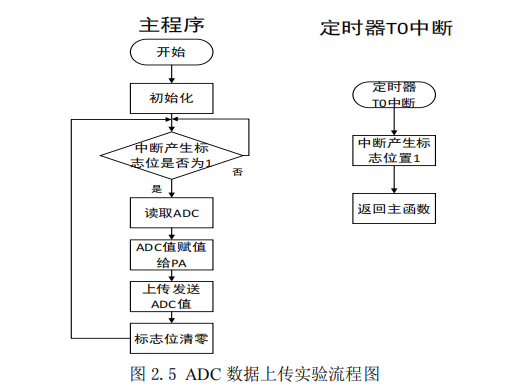 主程序
开始
初始化
中断产生标
志位是否为1
否
是
读取ADC
ADC值赋值
给PA
上传发送
ADC值
标志位清零
定时器T0中断
定时器
T0中断
中断产生标
志位置1
返回主函数
图 2.5 ADC 数据上传实验流程图